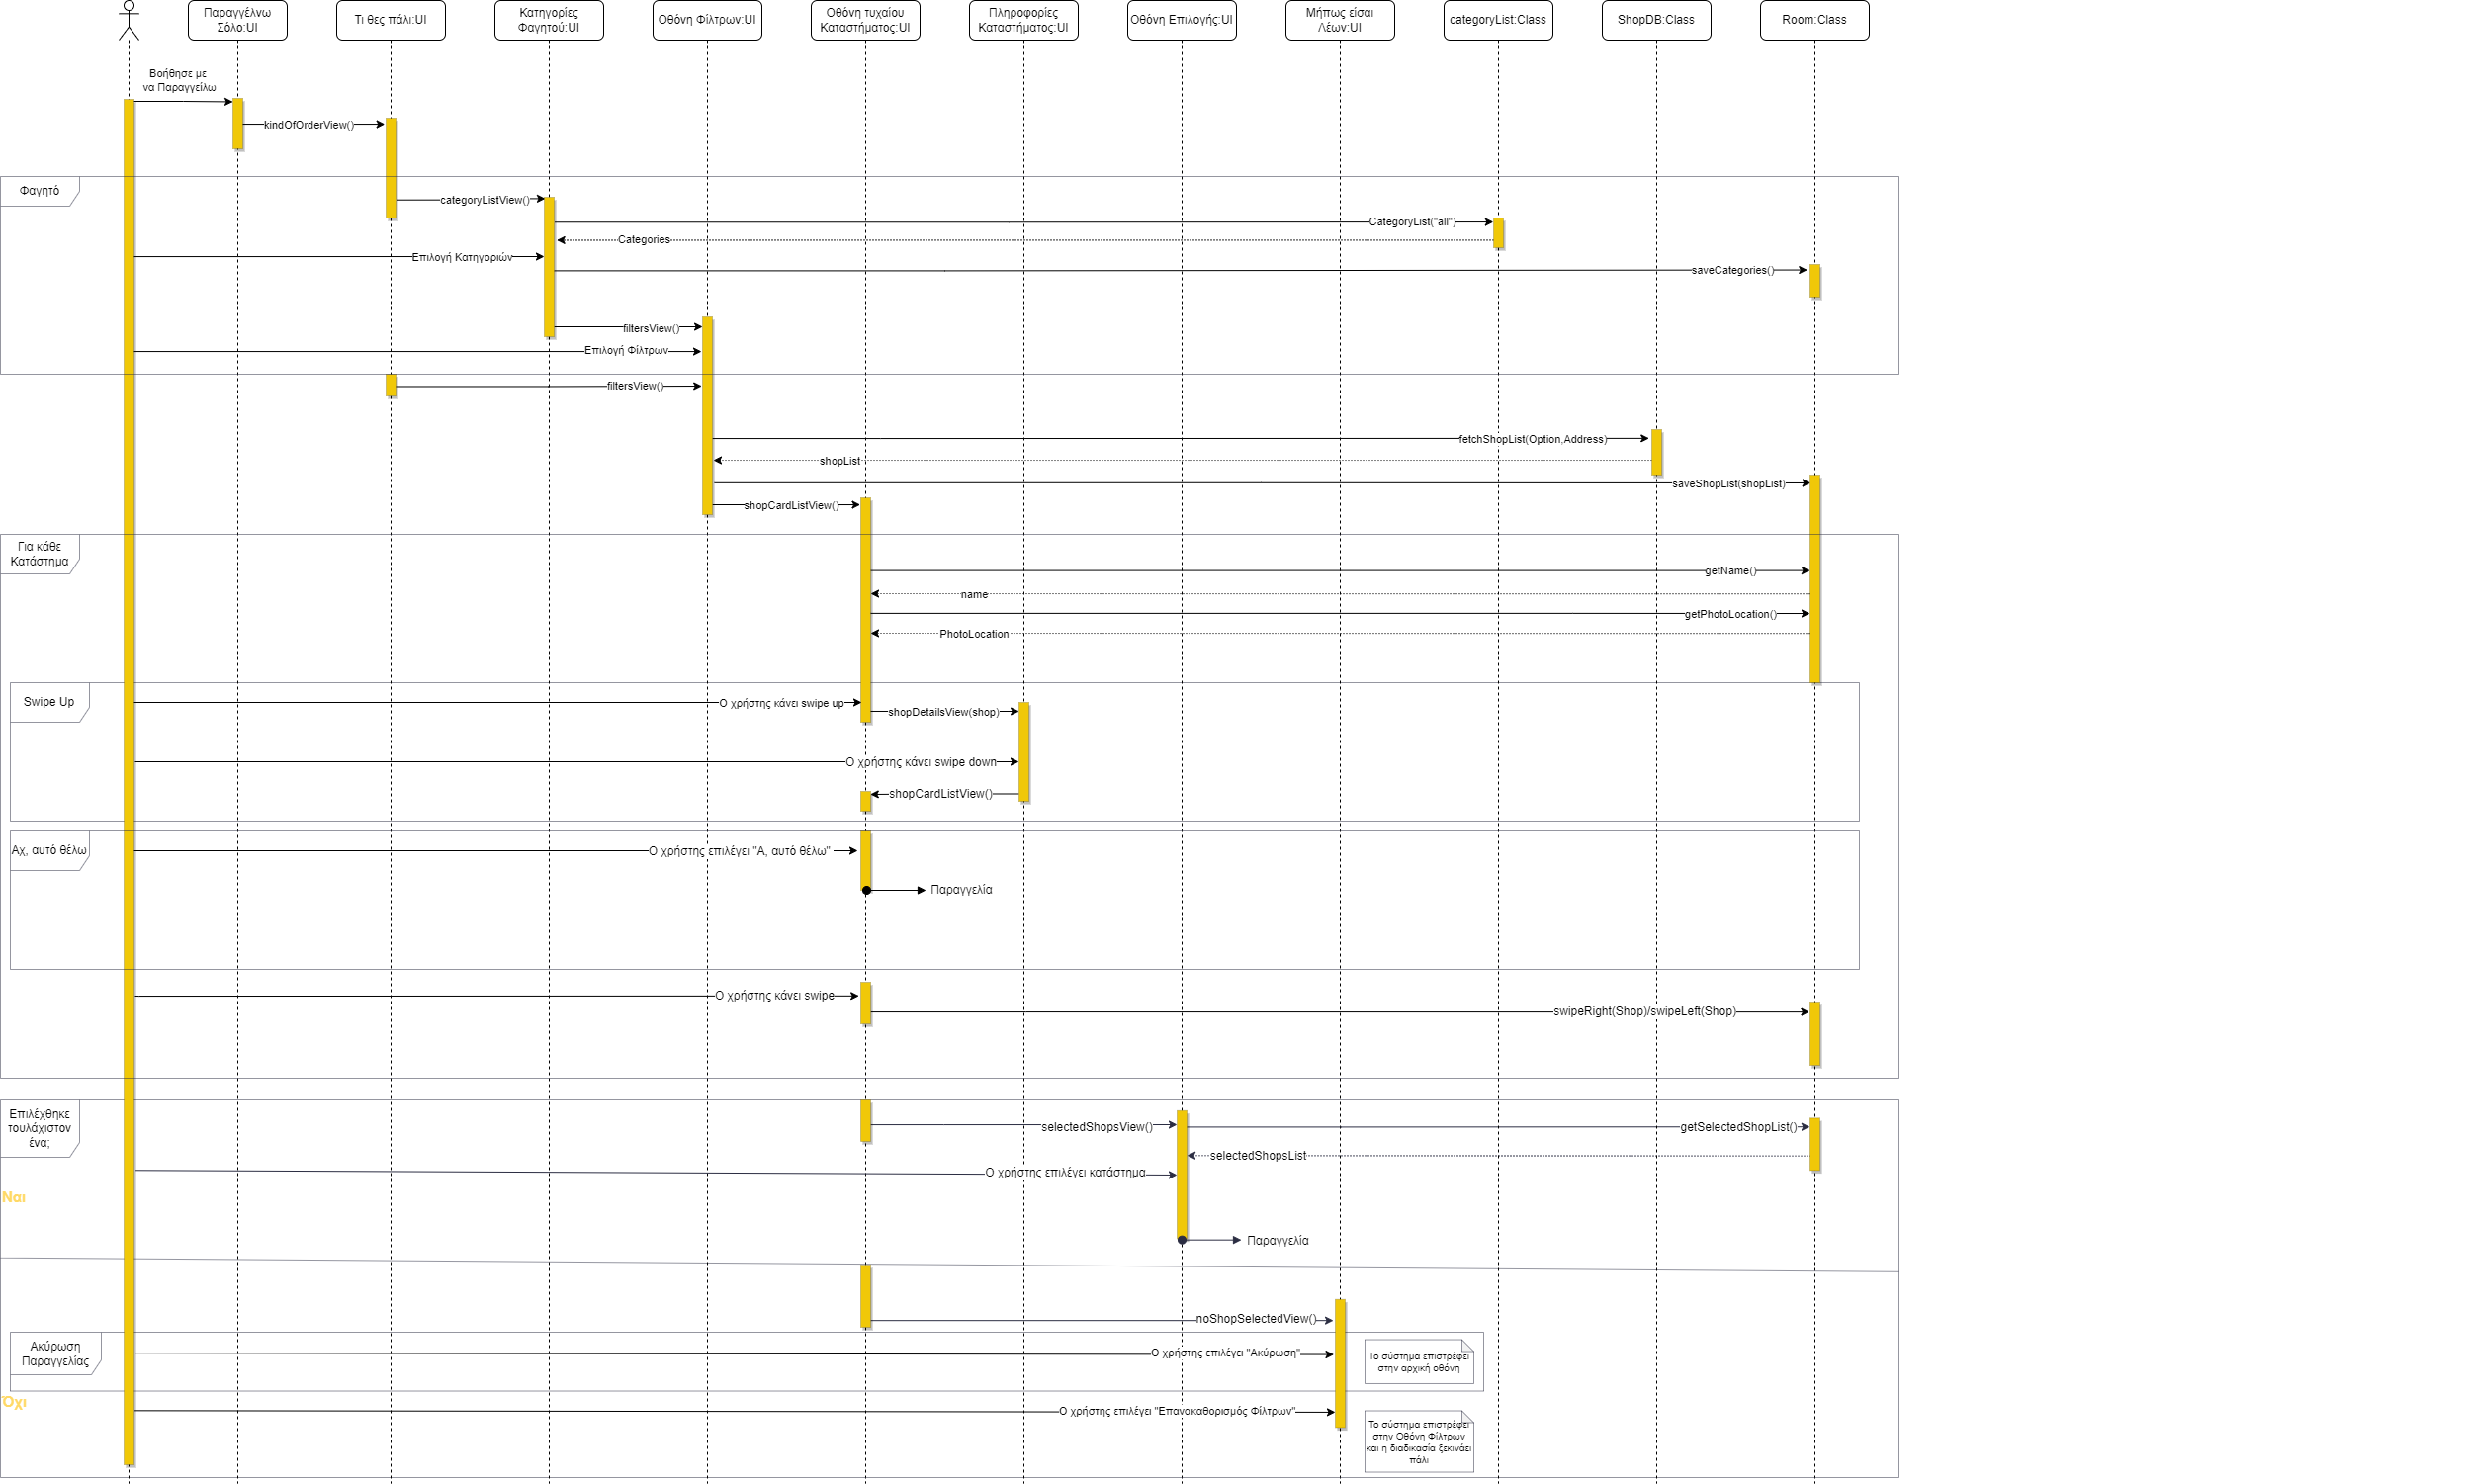 Παραγγέλνω
Σόλο:UI
Τι θες πάλι:UI
Κατηγορίες
Φαγητού:UI
Οθόνη Φίλτρων:UI
Οθόνη τυχαίου
Καταστήματος:UI
Πληροφορίες
Καταστήματος:UI
Οθόνη Επιλογής:UI
Μήπως είσαι
Λέων:UI
categoryList:Class
ShopDB:Class
Room:Class
Βοήθησε με
να Παραγγείλω
kindOfOrderView()
Φαγητό
categoryListView()
CategoryList("all")
Categories
Επιλογή Κατηγοριών
saveCategories()
filtersView()
Επιλογή Φίλτρων
filtersView()
fetchShopList(Option,Address)
shopList
saveShopList(shopList)
shopCardListView()
Για κάθε
Κατάστημα
getName()
name
getPhotoLocation()
PhotoLocation
Swipe Up
Ο χρήστης κάνει swipe up
shopDetailsView(shop)
Ο χρήστης κάνει swipe down
shopCardListView()
Αχ, αυτό θέλω
Ο χρήστης επιλέγει "Α, αυτό θέλω"
Παραγγελία
Ο χρήστης κάνει swipe
swipeRight(Shop)/swipeLeft(Shop)
Επιλέχθηκε
τουλάχιστον
ένα;
selectedShopsView()
getSelectedShopList()
selectedShopsList
Ο χρήστης επιλέγει κατάστημα
Ναι
Παραγγελία
noShopSelectedView()
Ακύρωση
Παραγγελίας
Ο χρήστης επιλέγει "Ακύρωση"
Το σύστημα επιστρέφει
στην αρχική οθόνη
Όχι
Ο χρήστης επιλέγει "Επανακαθορισμός Φίλτρων"
Το σύστημα επιστρέφει
στην Οθόνη Φίλτρων
και η διαδικασία ξεκινάει
πάλι